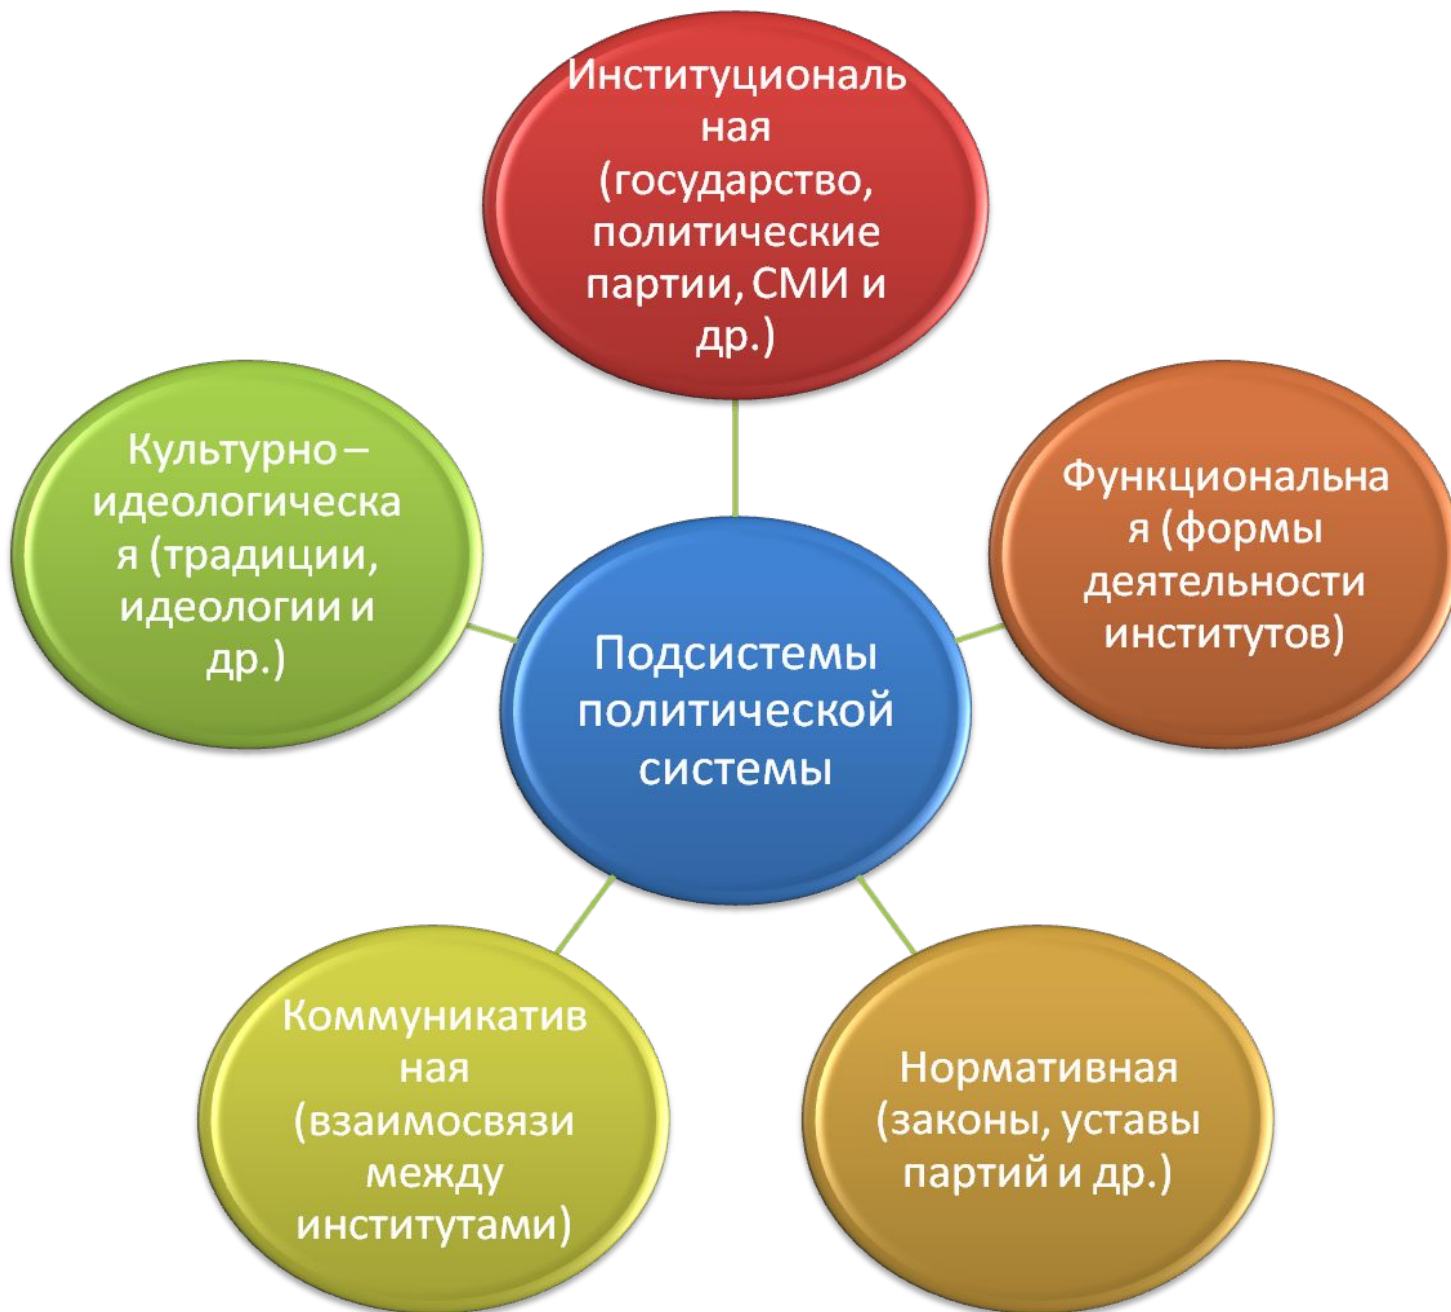 Институциональ
ная
(государство,
политические
партии, СМИ и
др.)
Функциональна
я (формы
деятельности
институтов)
Нормативная
(законы, уставы
партий и др.)
Коммуникатив
ная
(взаимосвязи
между
институтами)
Культурно –
идеологическа
я (традиции,
идеологии и
др.)
Подсистемы
политической
системы